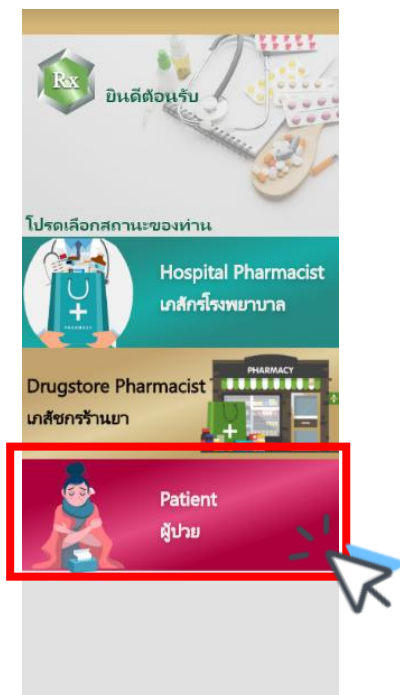 Rx
ยินดีต้อนรับ
โปรดเลือกสถานะของท่าน
Hospital Pharmacist
เภสักรโรงพยาบาล
PHARMACY
Drugstore Pharmacist
เภสัชกรร้านยา
PHARMACY
Patient
ผู้ป่วย